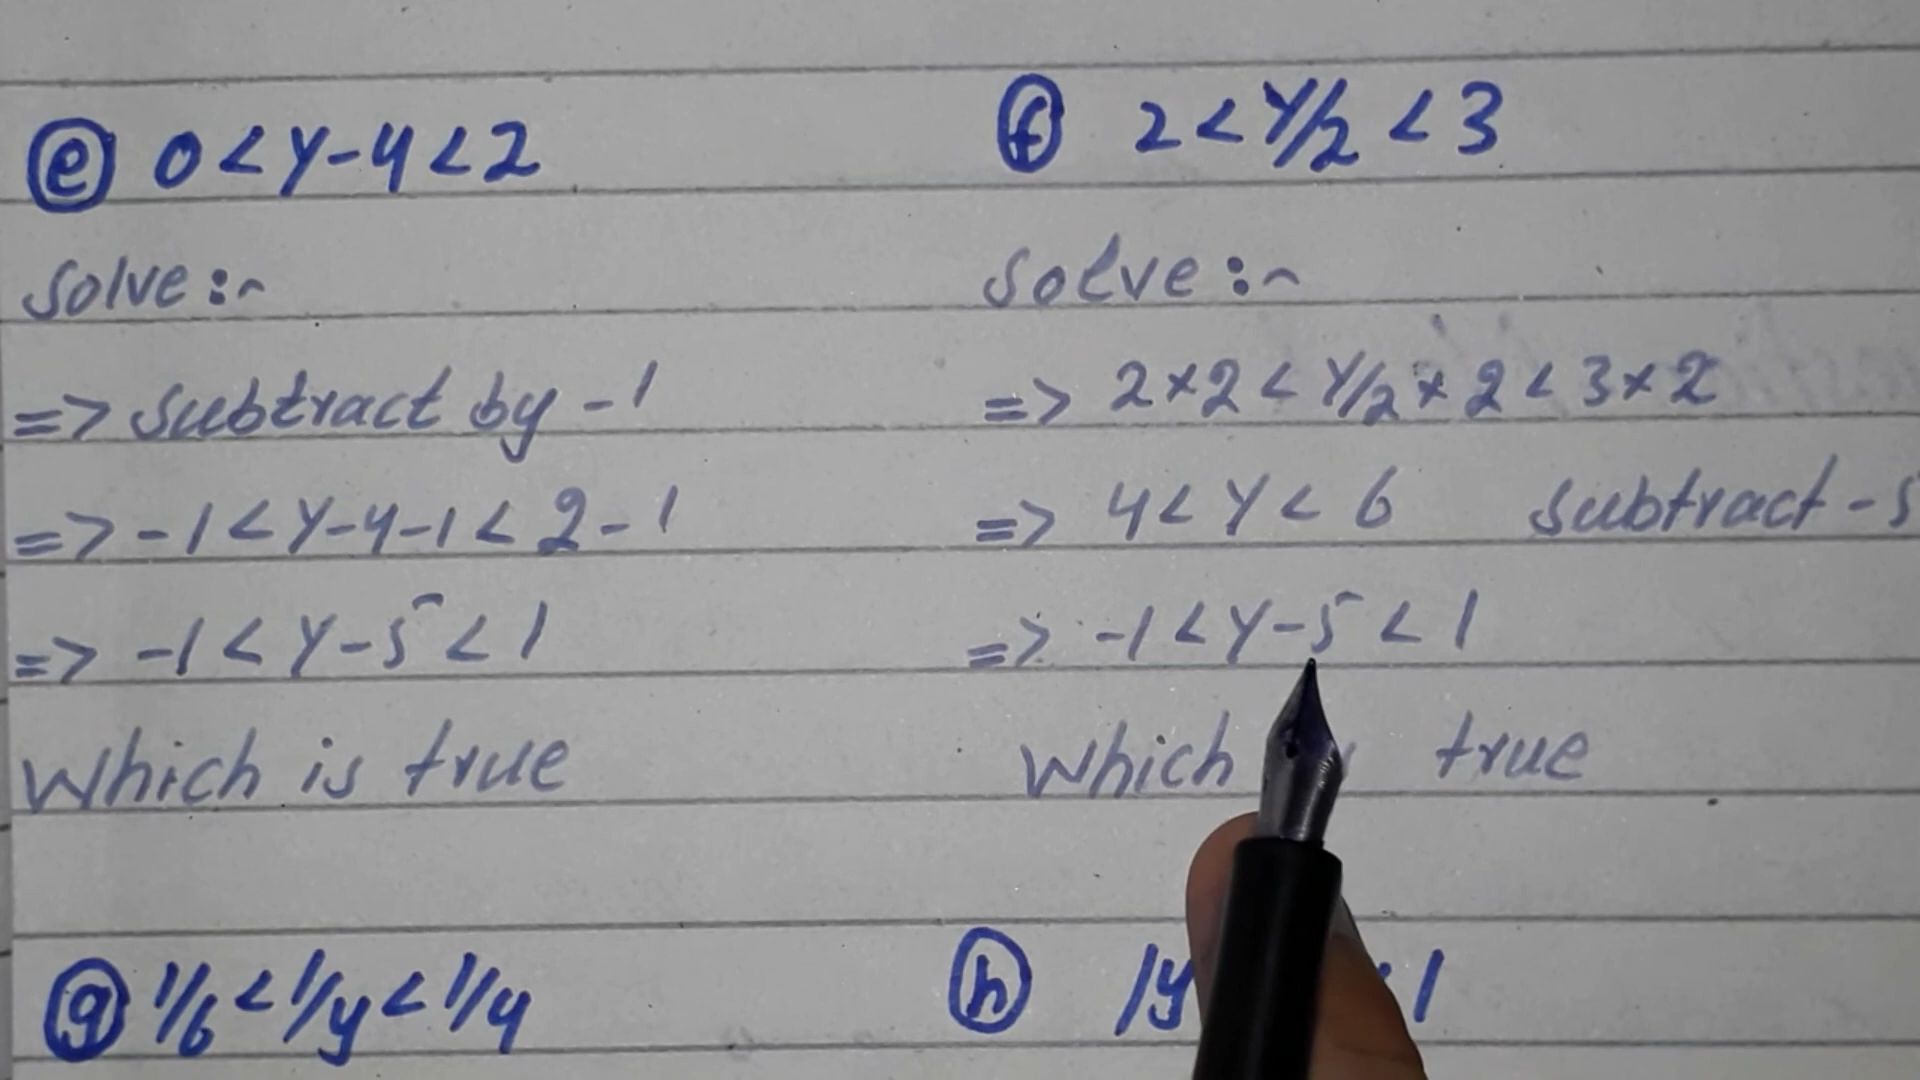 ⓔ 0 < y-4 < 2
Solve :~
=> Subtract by -1
=> -1 < y-4-1 < 2-1
=> -1 < y-5 < 1
Which is true
ⓕ 2 < y/2 < 3
Solve :~
=> 2×2 < y/2 × 2 < 3×2
=> 4 < y < 6 Subtract -5
=> -1 < y-5 < 1
Which true
ⓖ 1/6 < 1/y < 1/4
ⓗ |y < 1